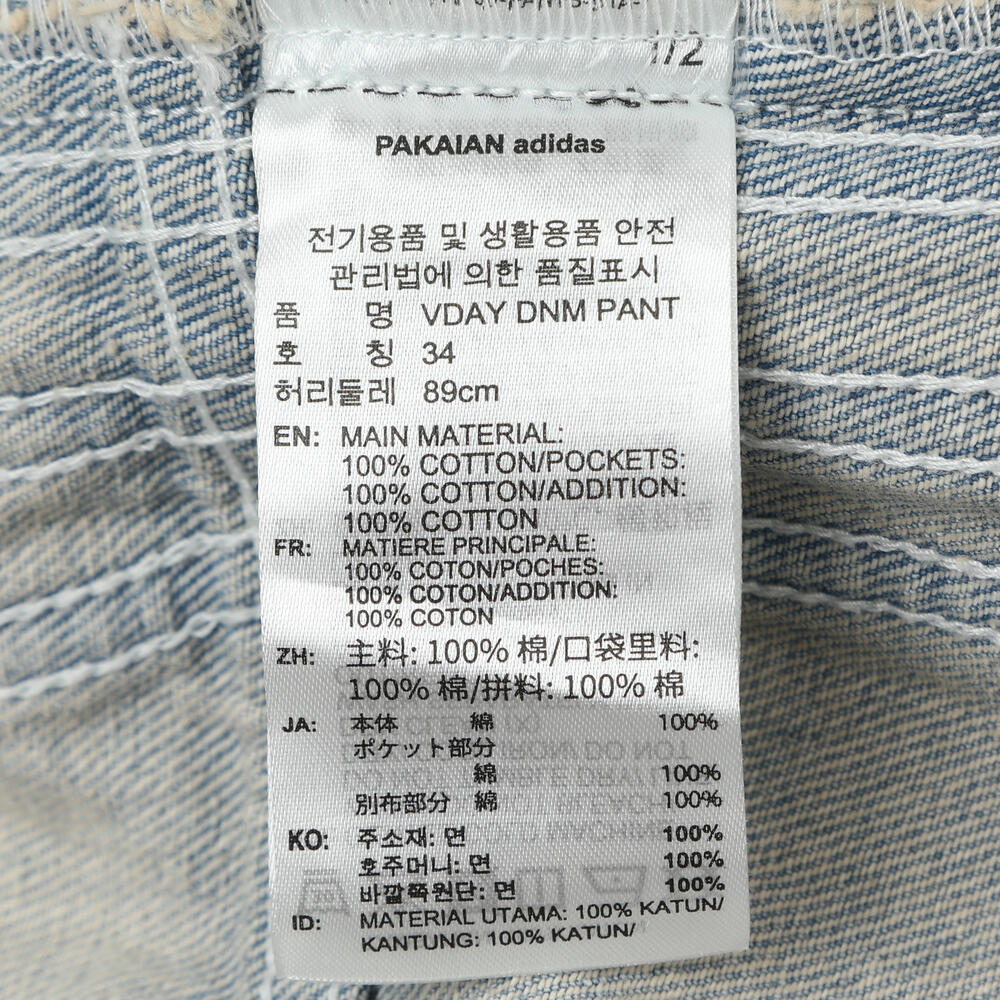 1/2
PAKAIAN adidas
전기용품 및 생활용품 안전
관리법에 의한 품질표시
품 명 VDAY DNM PANT
호 칭 34
허리둘레 89cm
EN: MAIN MATERIAL:
100% COTTON/POCKETS:
100% COTTON/ADDITION:
100% COTTON
FR: MATIERE PRINCIPALE:
100% COTON/POCHES:
100% COTON/ADDITION:
100% COTON
ZH: 主料: 100% 棉/口袋里料:
100% 棉/拼料: 100% 棉
JA: 本体 綿 100%
ポケット部分
綿 100%
別布部分 綿 100%
KO: 주소재: 면 100%
호주머니: 면 100%
바깥쪽원단: 면 100%
ID: MATERIAL UTAMA: 100% KATUN/
KANTUNG: 100% KATUN/